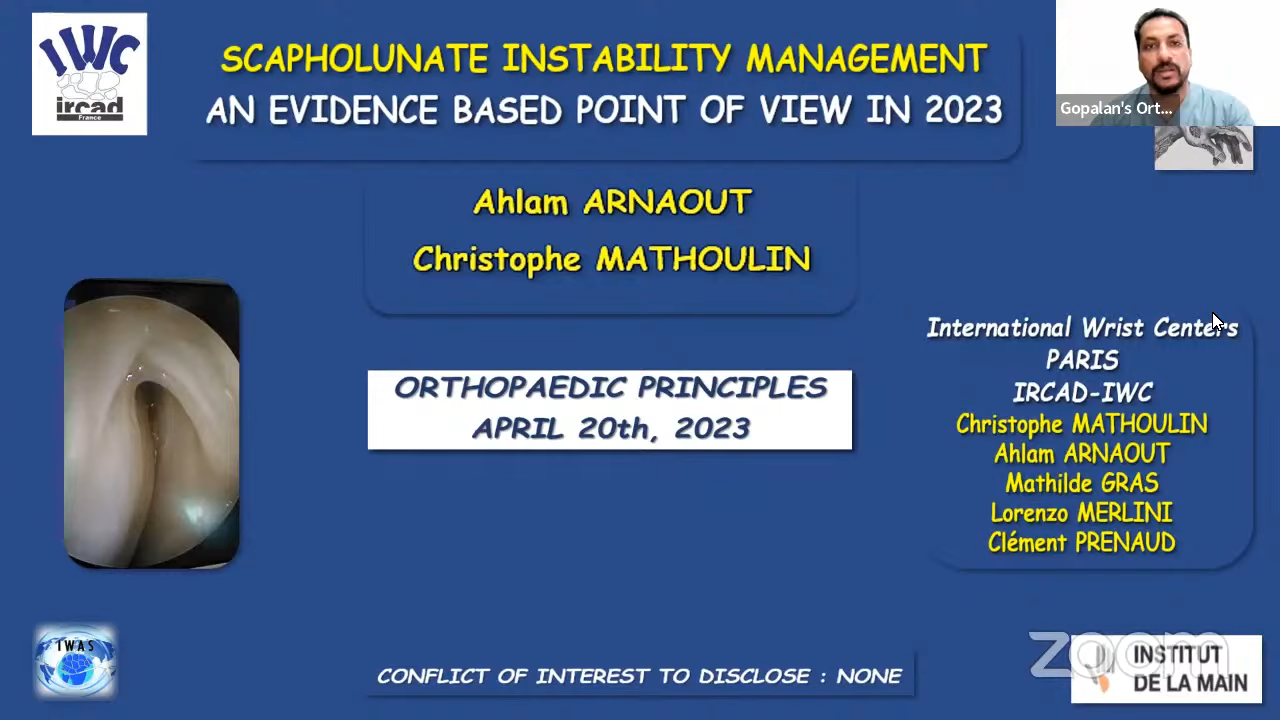 IWC
ircad
France
SCAPHOLUNATE INSTABILITY MANAGEMENT
AN EVIDENCE BASED POINT OF VIEW IN 2023
Gopalan's Ort...
Ahlam ARNAOUT
Christophe MATHOULIN
ORTHOPAEDIC PRINCIPLES
APRIL 20th, 2023
International Wrist Centers
PARIS
IRCAD-IWC
Christophe MATHOULIN
Ahlam ARNAOUT
Mathilde GRAS
Lorenzo MERLINI
Clément PRENAUD
IWAS
CONFLICT OF INTEREST TO DISCLOSE : NONE
zoom
INSTITUT
DE LA MAIN